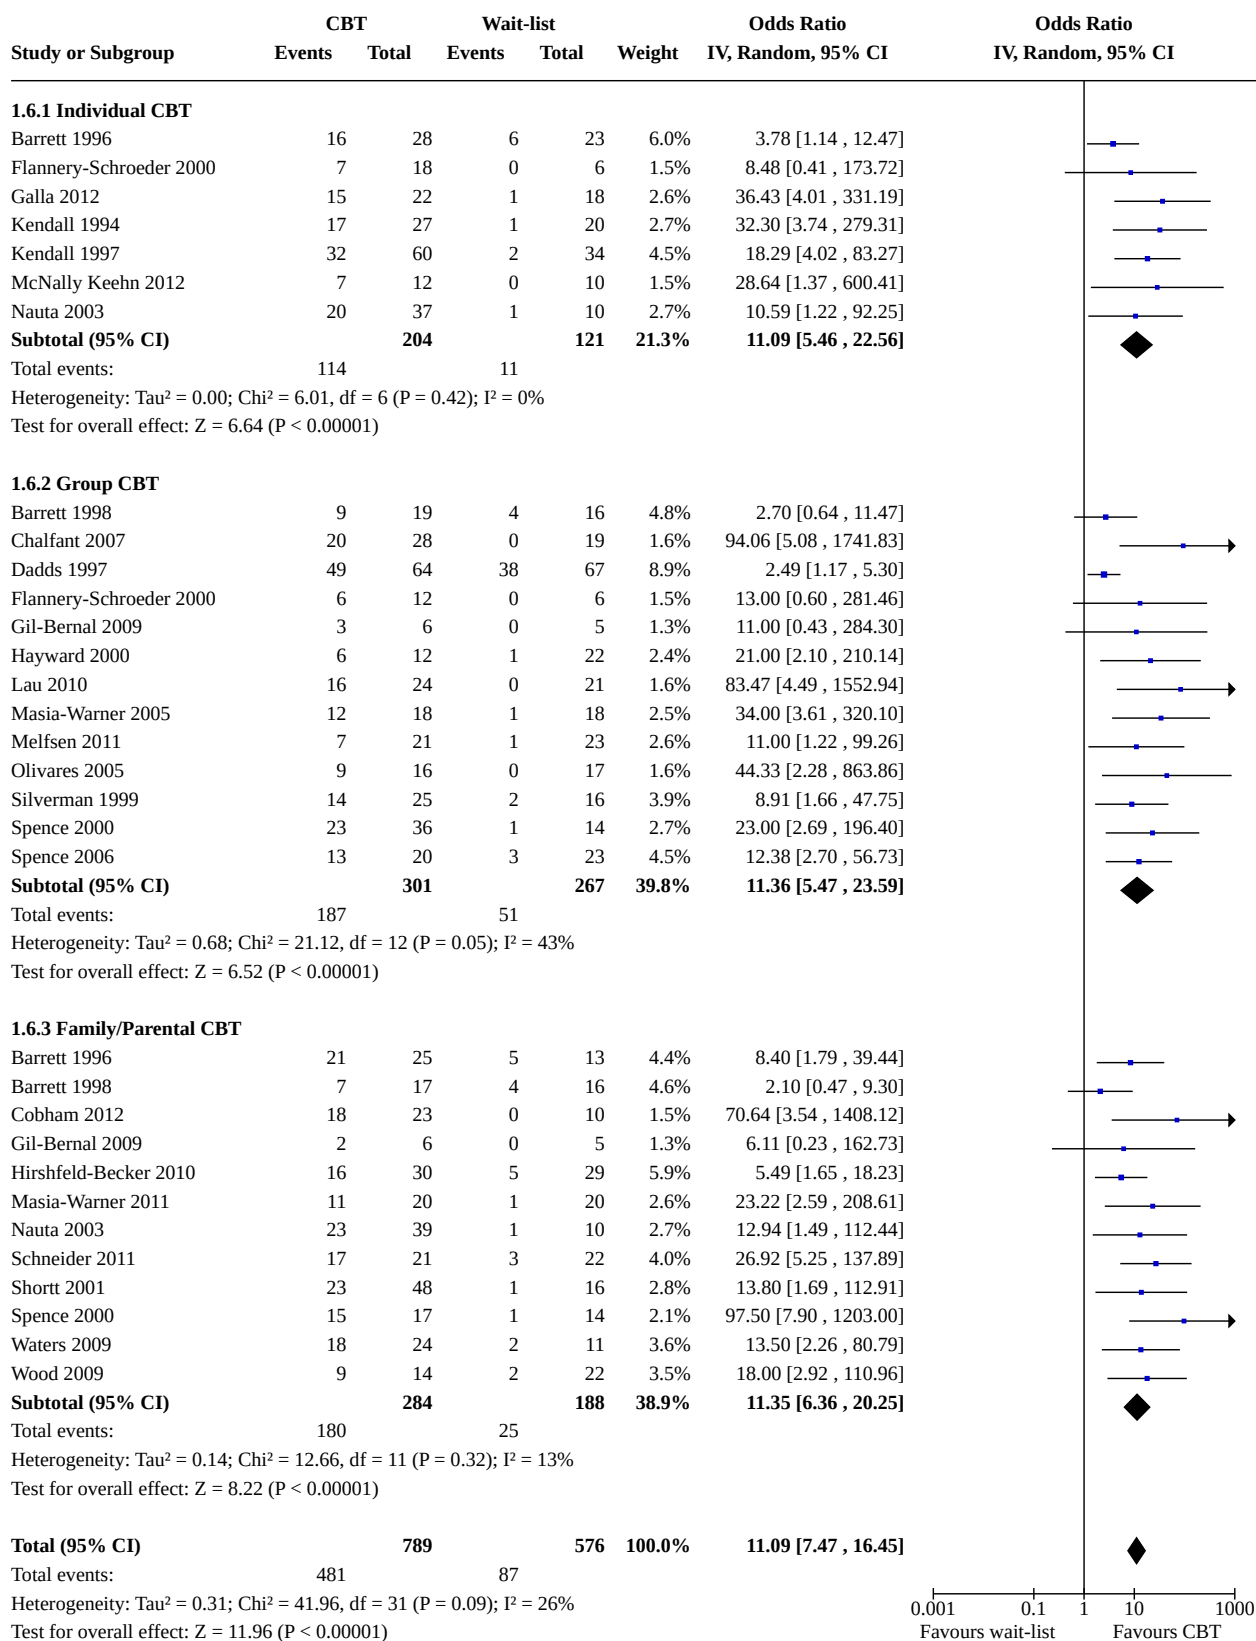 CBT Wait-list Odds Ratio Odds Ratio
Study or Subgroup Events Total Events Total Weight IV, Random, 95% CI IV, Random, 95% CI
1.6.1 Individual CBT
Barrett 1996 16 28 6 23 6.0% 3.78 [1.14 , 12.47]
Flannery-Schroeder 2000 7 18 0 6 1.5% 8.48 [0.41 , 173.72]
Galla 2012 15 22 1 18 2.6% 36.43 [4.01 , 331.19]
Kendall 1994 17 27 1 20 2.7% 32.30 [3.74 , 279.31]
Kendall 1997 32 60 2 34 4.5% 18.29 [4.02 , 83.27]
McNally Keehn 2012 7 12 0 10 1.5% 28.64 [1.37 , 600.41]
Nauta 2003 20 37 1 10 2.7% 10.59 [1.22 , 92.25]
Subtotal (95% CI) 204 121 21.3% 11.09 [5.46 , 22.56]
Total events: 114 11
Heterogeneity: Tau² = 0.00; Chi² = 6.01, df = 6 (P = 0.42); I² = 0%
Test for overall effect: Z = 6.64 (P < 0.00001)
1.6.2 Group CBT
Barrett 1998 9 19 4 16 4.8% 2.70 [0.64 , 11.47]
Chalfant 2007 20 28 0 19 1.6% 94.06 [5.08 , 1741.83]
Dadds 1997 49 64 38 67 8.9% 2.49 [1.17 , 5.30]
Flannery-Schroeder 2000 6 12 0 6 1.5% 13.00 [0.60 , 281.46]
Gil-Bernal 2009 3 6 0 5 1.3% 11.00 [0.43 , 284.30]
Hayward 2000 6 12 1 22 2.4% 21.00 [2.10 , 210.14]
Lau 2010 16 24 0 21 1.6% 83.47 [4.49 , 1552.94]
Masia-Warner 2005 12 18 1 18 2.5% 34.00 [3.61 , 320.10]
Melfsen 2011 7 21 1 23 2.6% 11.00 [1.22 , 99.26]
Olivares 2005 9 16 0 17 1.6% 44.33 [2.28 , 863.86]
Silverman 1999 14 25 2 16 3.9% 8.91 [1.66 , 47.75]
Spence 2000 23 36 1 14 2.7% 23.00 [2.69 , 196.40]
Spence 2006 13 20 3 23 4.5% 12.38 [2.70 , 56.73]
Subtotal (95% CI) 301 267 39.8% 11.36 [5.47 , 23.59]
Total events: 187 51
Heterogeneity: Tau² = 0.68; Chi² = 21.12, df = 12 (P = 0.05); I² = 43%
Test for overall effect: Z = 6.52 (P < 0.00001)
1.6.3 Family/Parental CBT
Barrett 1996 21 25 5 13 4.4% 8.40 [1.79 , 39.44]
Barrett 1998 7 17 4 16 4.6% 2.10 [0.47 , 9.30]
Cobham 2012 18 23 0 10 1.5% 70.64 [3.54 , 1408.12]
Gil-Bernal 2009 2 6 0 5 1.3% 6.11 [0.23 , 162.73]
Hirshfeld-Becker 2010 16 30 5 29 5.9% 5.49 [1.65 , 18.23]
Masia-Warner 2011 11 20 1 20 2.6% 23.22 [2.59 , 208.61]
Nauta 2003 23 39 1 10 2.7% 12.94 [1.49 , 112.44]
Schneider 2011 17 21 3 22 4.0% 26.92 [5.25 , 137.89]
Shortt 2001 23 48 1 16 2.8% 13.80 [1.69 , 112.91]
Spence 2000 15 17 1 14 2.1% 97.50 [7.90 , 1203.00]
Waters 2009 18 24 2 11 3.6% 13.50 [2.26 , 80.79]
Wood 2009 9 14 2 22 3.5% 18.00 [2.92 , 110.96]
Subtotal (95% CI) 284 188 38.9% 11.35 [6.36 , 20.25]
Total events: 180 25
Heterogeneity: Tau² = 0.14; Chi² = 12.66, df = 11 (P = 0.32); I² = 13%
Test for overall effect: Z = 8.22 (P < 0.00001)
Total (95% CI) 789 576 100.0% 11.09 [7.47 , 16.45]
Total events: 481 87
Heterogeneity: Tau² = 0.31; Chi² = 41.96, df = 31 (P = 0.09); I² = 26% 0.001 0.1 1 10 1000
Test for overall effect: Z = 11.96 (P < 0.00001) Favours wait-list Favours CBT